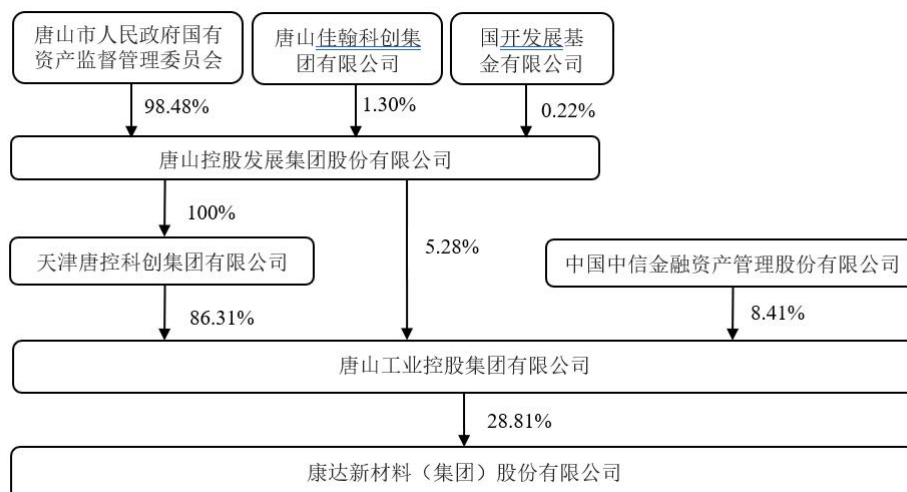 唐山市人民政府国有
资产监督管理委员会
唐山佳翰科创集
团有限公司
国开发展基
金有限公司
98.48%
1.30%
0.22%
唐山控股发展集团股份有限公司
100%
5.28%
天津唐控科创集团有限公司
中国中信金融资产管理股份有限公司
86.31%
8.41%
唐山工业控股集团有限公司
28.81%
康达新材料（集团）股份有限公司